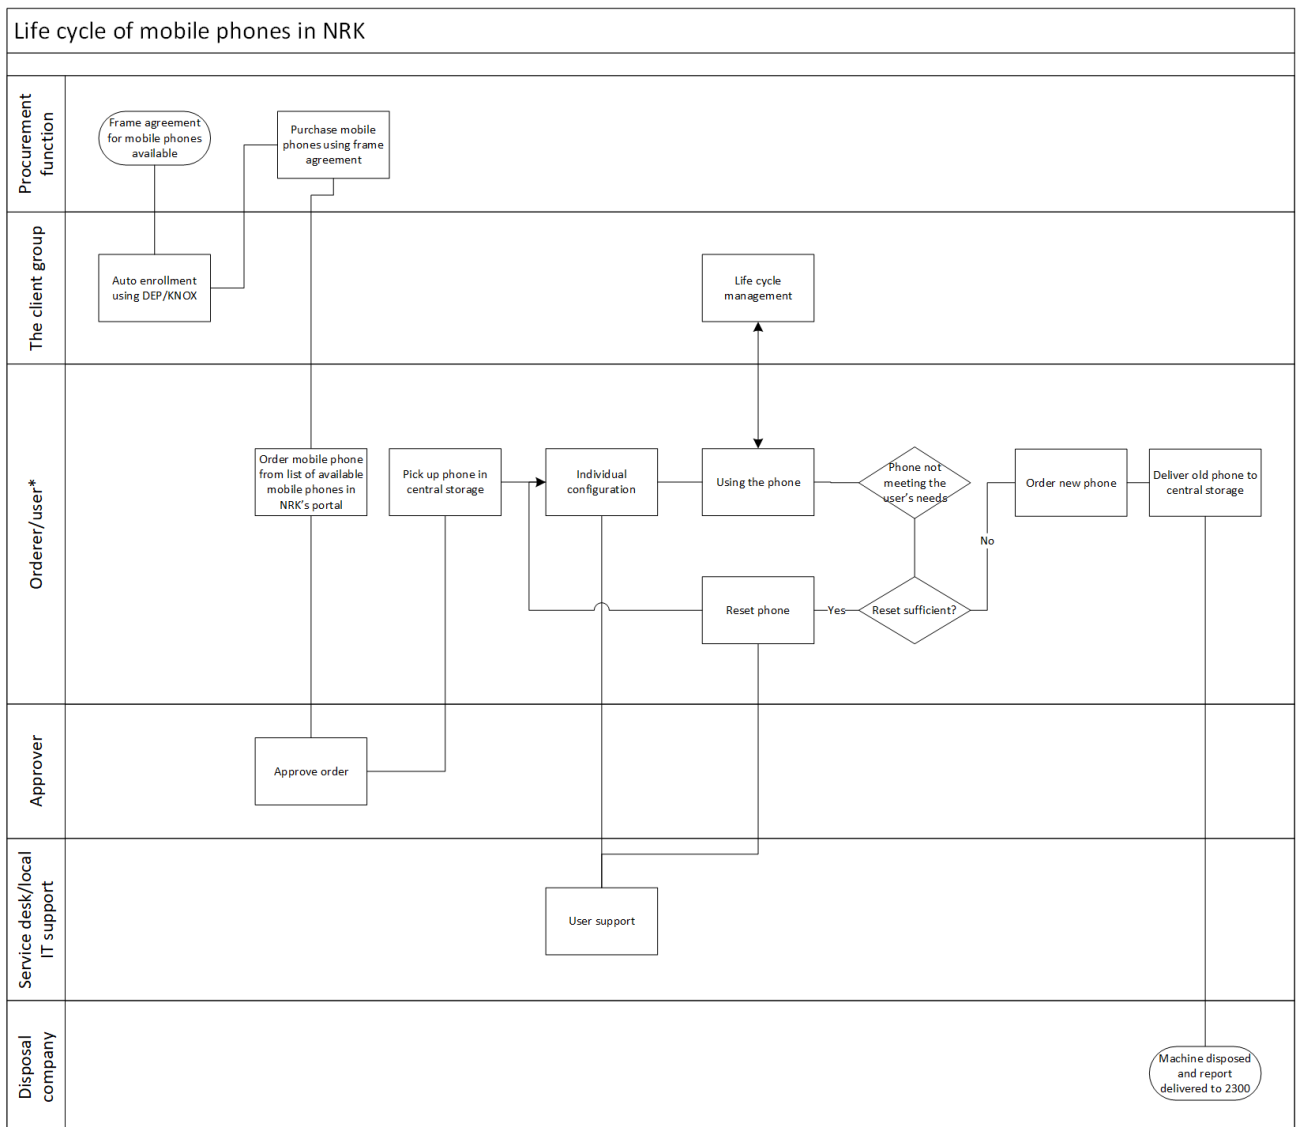 Life cycle of mobile phones in NRK
Procurement
function
Frame agreement
for mobile phones
available
Purchase mobile
phones using frame
agreement
The client group
Auto enrollment
using DEP/KNOX
Life cycle
management
Orderer/user*
Order mobile phone
from list of available
mobile phones in
NRK's portal
Pick up phone in
central storage
Individual
configuration
Using the phone
Phone not
meeting the
user's needs
Order new phone
Deliver old phone to
central storage
No
Reset phone
Yes
Reset sufficient?
Approver
Approve order
Service desk/local
IT support
User support
Disposal
company
Machine disposed
and report
delivered to 2300